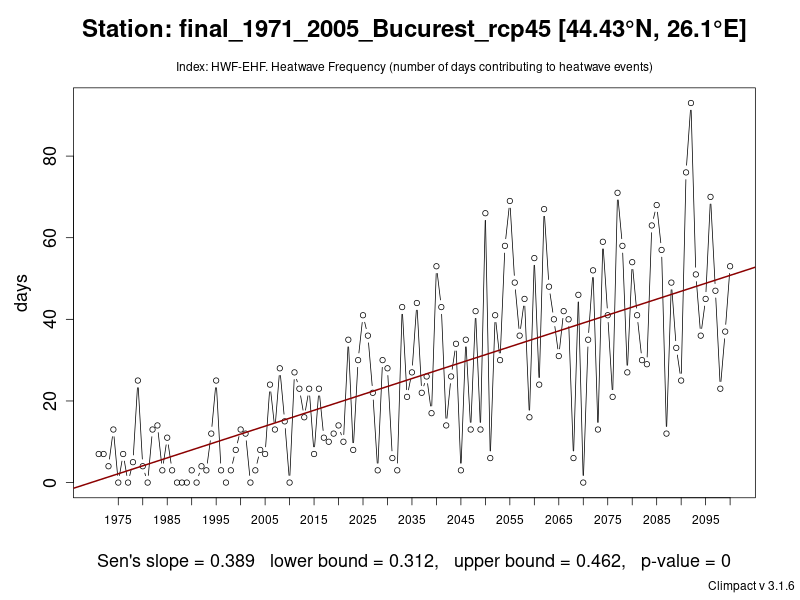 Station: final_1971_2005_Bucurest_rcp45 [44.43°N, 26.1°E]
Index: HWF-EHF. Heatwave Frequency (number of days contributing to heatwave events)
days
80
60
40
20
0
1975 1985 1995 2005 2015 2025 2035 2045 2055 2065 2075 2085 2095
Sen's slope = 0.389 lower bound = 0.312, upper bound = 0.462, p-value = 0
Climpact v 3.1.6